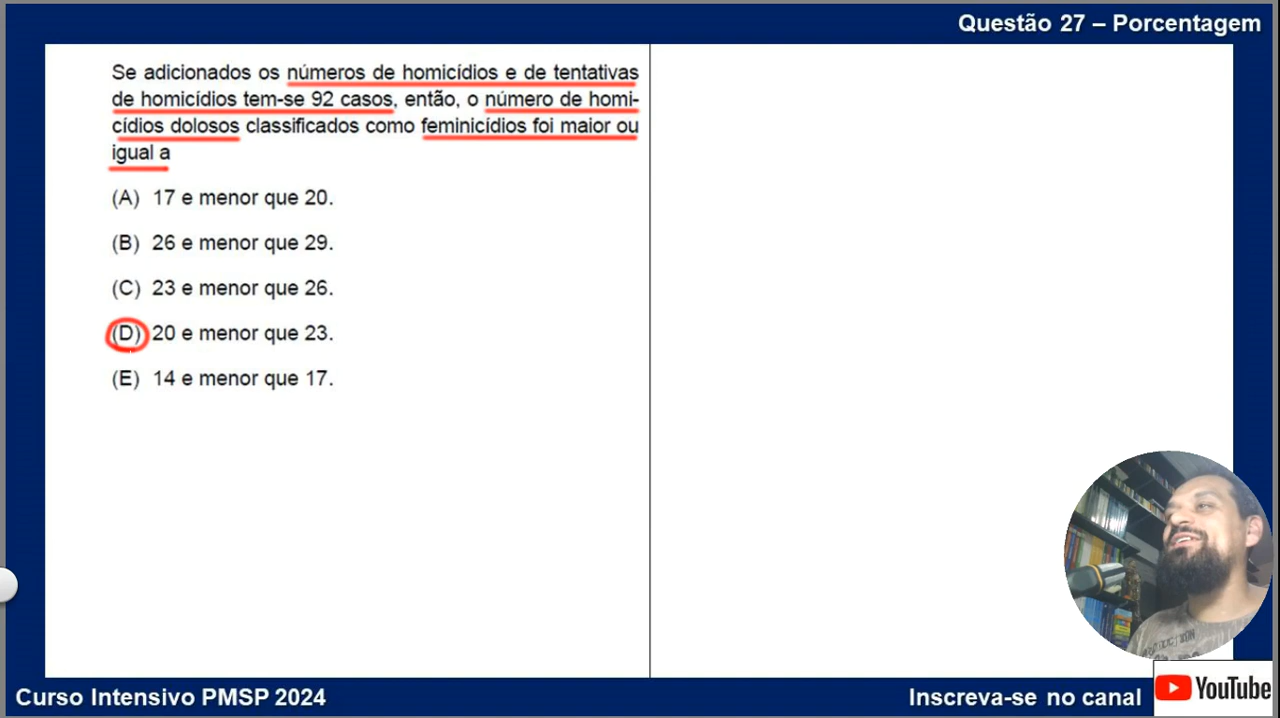 Questão 27 – Porcentagem
Se adicionados os números de homicídios e de tentativas
de homicídios tem-se 92 casos, então, o número de homi-
cídios dolosos classificados como feminicídios foi maior ou
igual a
(A) 17 e menor que 20.
(B) 26 e menor que 29.
(C) 23 e menor que 26.
(D) 20 e menor que 23.
(E) 14 e menor que 17.
Curso Intensivo PMSP 2024
Inscreva-se no canal
YouTube